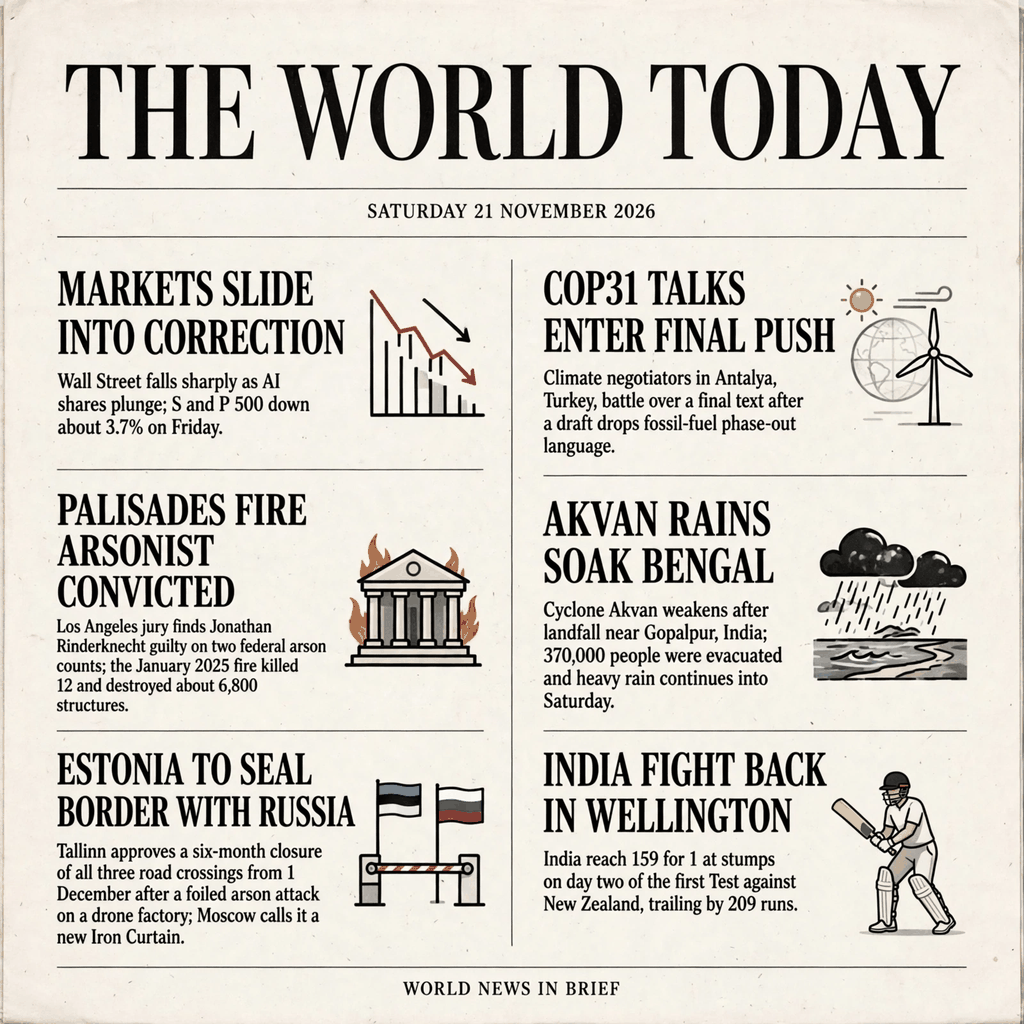 THE WORLD TODAY
SATURDAY 21 NOVEMBER 2026
MARKETS SLIDE
INTO CORRECTION
Wall Street falls sharply as AI
shares plunge; S and P 500 down
about 3.7% on Friday.
PALISADES FIRE
ARSONIST
CONVICTED
Los Angeles jury finds Jonathan
Rinderknecht guilty on two federal arson
counts; the January 2025 fire killed
12 and destroyed about 6,800
structures.
ESTONIA TO SEAL
BORDER WITH RUSSIA
Tallinn approves a six-month closure
of all three road crossings from 1
December after a foiled arson attack
on a drone factory; Moscow calls it a
new Iron Curtain.
COP31 TALKS
ENTER FINAL PUSH
Climate negotiators in Antalya,
Turkey, battle over a final text after
a draft drops fossil-fuel phase-out
language.
AKVAN RAINS
SOAK BENGAL
Cyclone Akvan weakens after
landfall near Gopalpur, India;
370,000 people were evacuated
and heavy rain continues into
Saturday.
INDIA FIGHT BACK
IN WELLINGTON
India reach 159 for 1 at stumps
on day two of the first Test against
New Zealand, trailing by 209 runs.
WORLD NEWS IN BRIEF